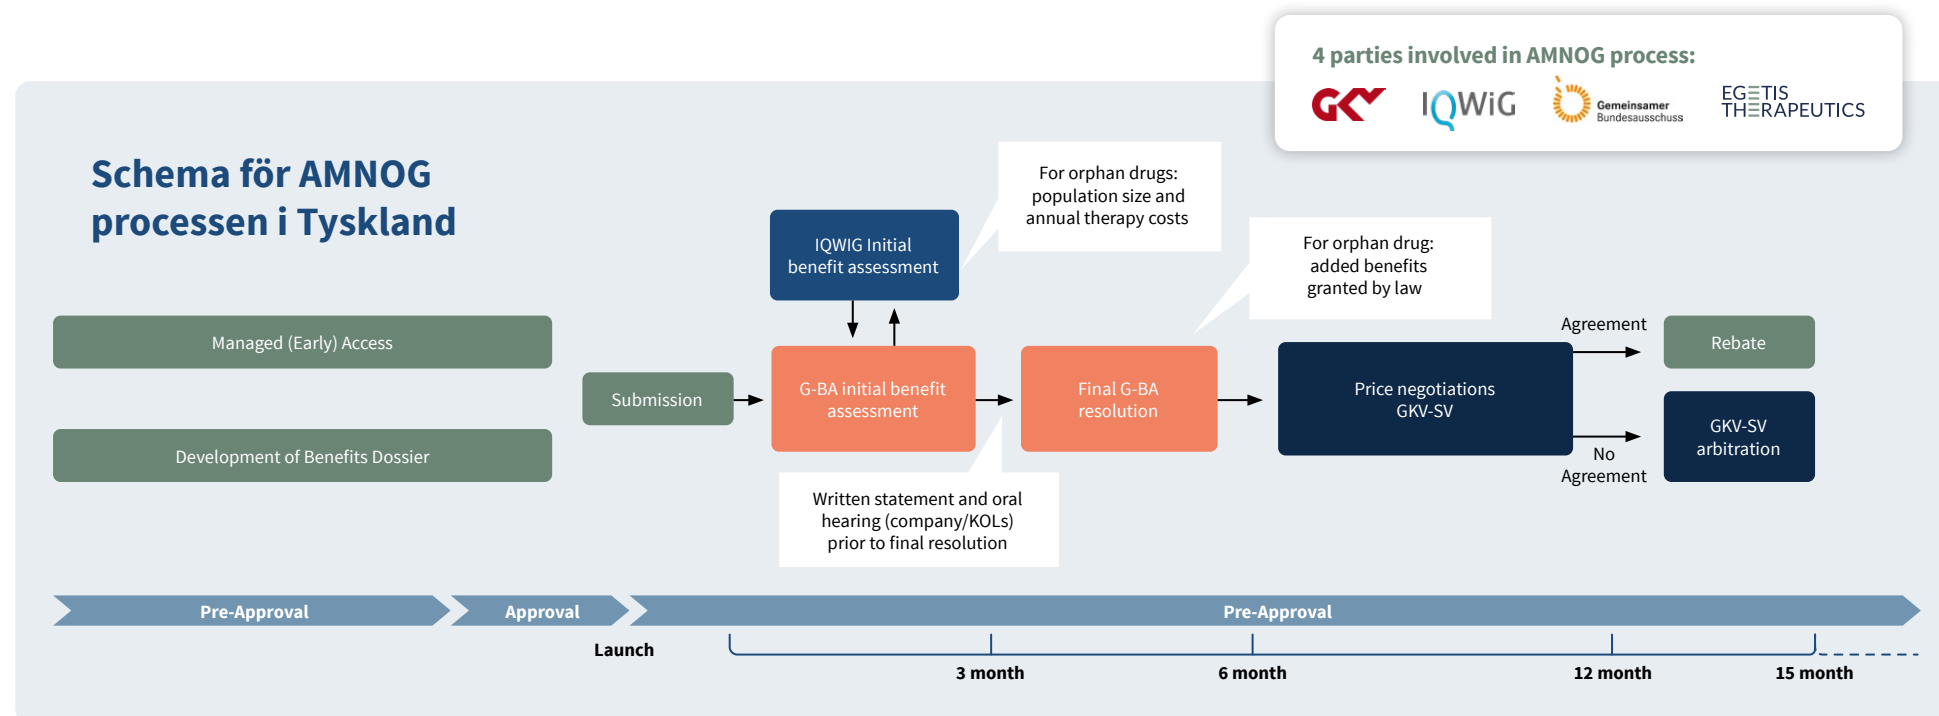 4 parties involved in AMNOG process:
GKV
IQWiG
Gemeinsamer
Bundesausschuss
EGETIS
THERAPEUTICS
Schema för AMNOG
processen i Tyskland
For orphan drugs:
population size and
annual therapy costs
IQWIG Initial
benefit assessment
For orphan drug:
added benefits
granted by law
Managed (Early) Access
Development of Benefits Dossier
Submission
G-BA initial benefit
assessment
Final G-BA
resolution
Price negotiations
GKV-SV
Agreement
Rebate
No
Agreement
GKV-SV
arbitration
Written statement and oral
hearing (company/KOLs)
prior to final resolution
Pre-Approval
Approval
Pre-Approval
Launch
3 month
6 month
12 month
15 month